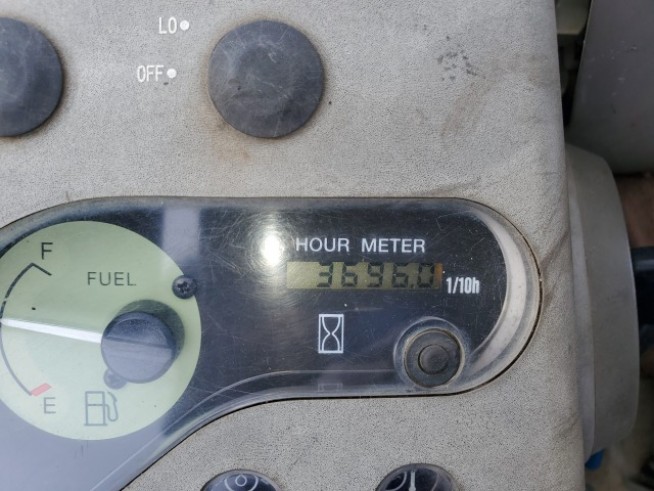 LO
OFF
HOUR METER
3696.0 1/10h
F
FUEL
E